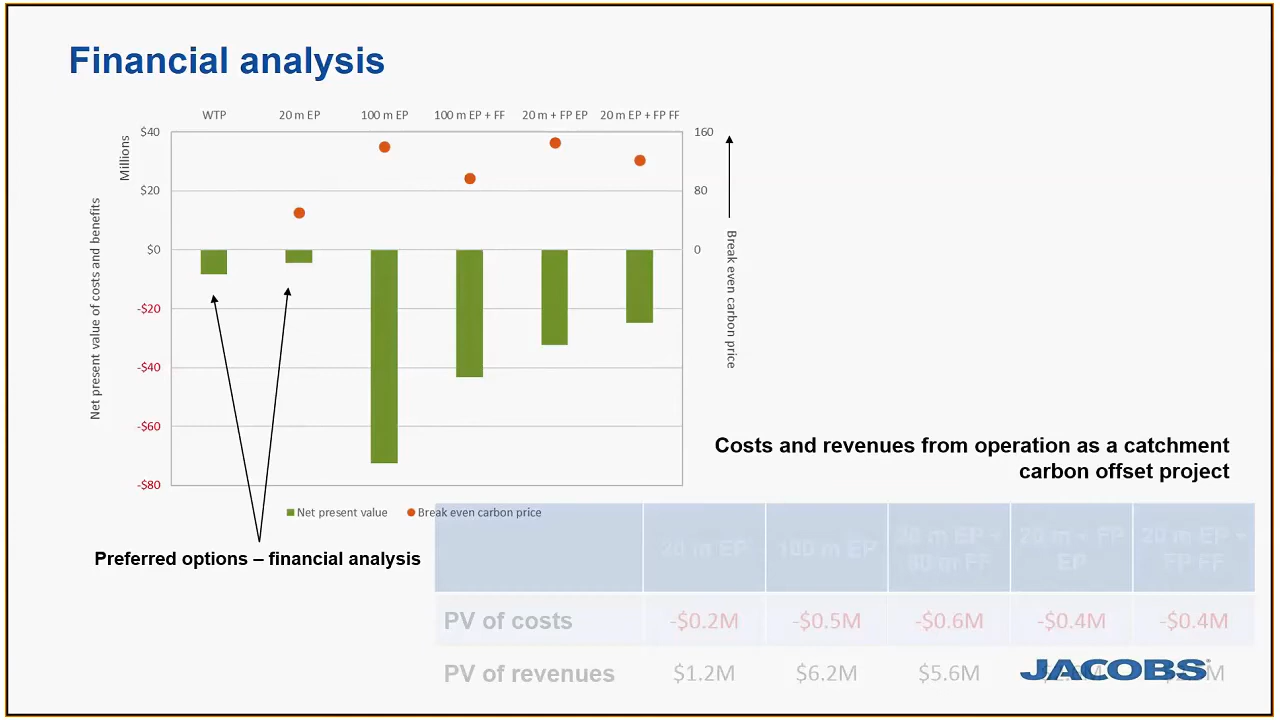 Financial analysis
WTP
20 m EP
100 m EP
100 m EP + FF
20 m + FP EP
20 m EP + FP FF
Millions
Net present value of costs and benefits
$40
$20
$0
-$20
-$40
-$60
-$80
160
80
0
Break even carbon price
Net present value
Break even carbon price
Preferred options – financial analysis
Costs and revenues from operation as a catchment
carbon offset project
20 m EP
100 m EP
20 m EP +
80 m FF
20 m + FP
EP
20 m EP +
FP FF
PV of costs
-$0.2M
-$0.5M
-$0.6M
-$0.4M
-$0.4M
PV of revenues
$1.2M
$6.2M
$5.6M
JACOBS